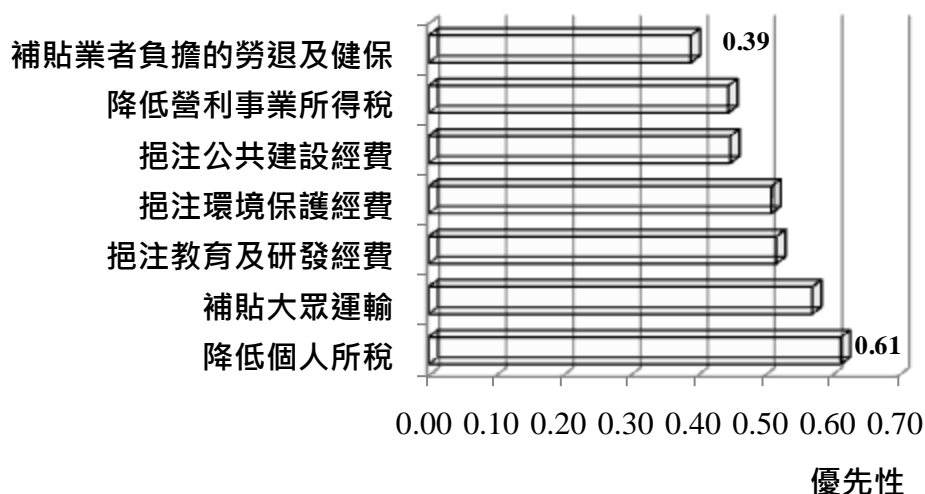 補貼業者負擔的勞退及健保 0.39
降低營利事業所得稅
挹注公共建設經費
挹注環境保護經費
挹注教育及研發經費
補貼大眾運輸
降低個人所稅 0.61
0.00 0.10 0.20 0.30 0.40 0.50 0.60 0.70
優先性